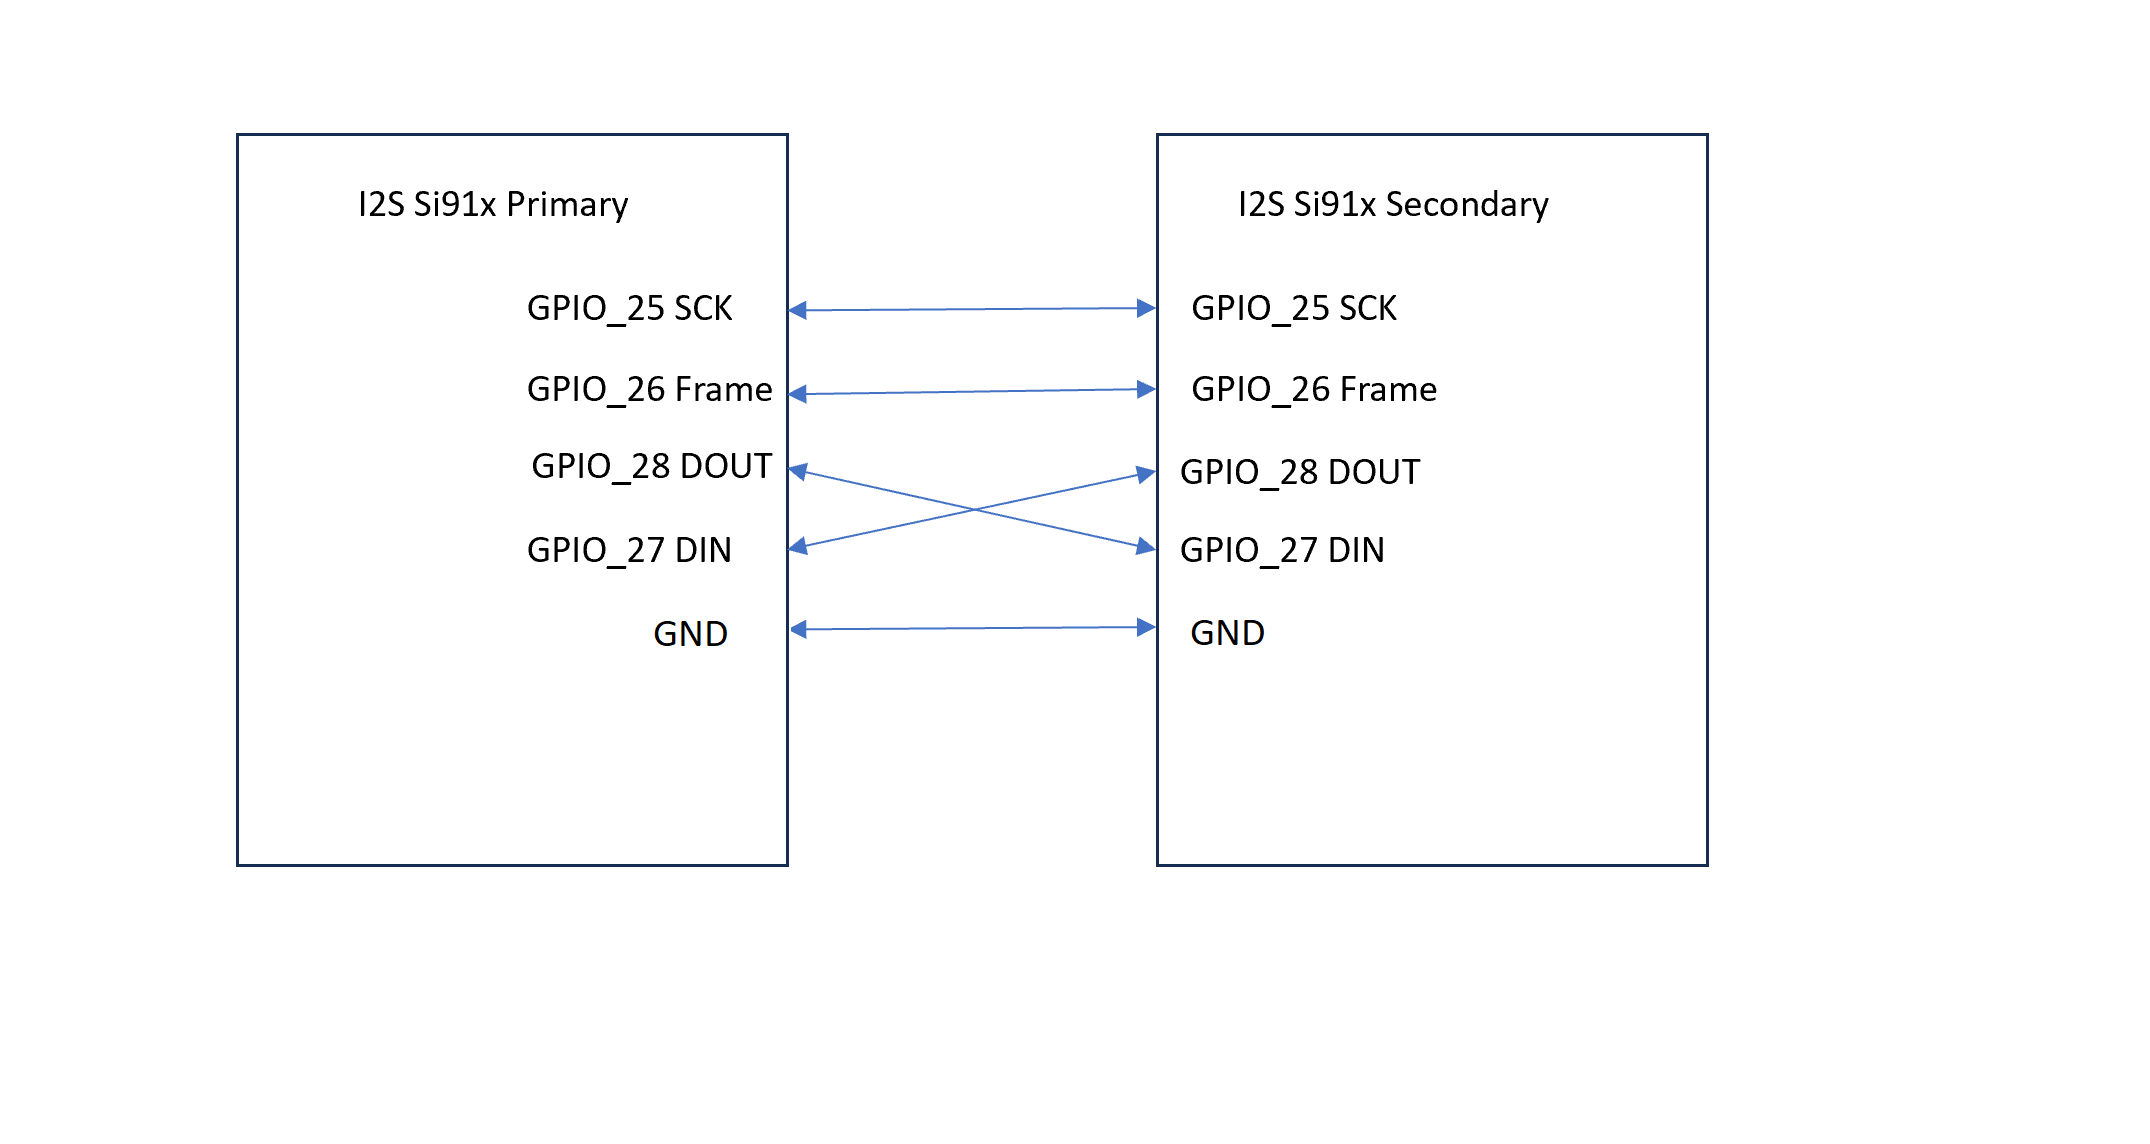 I2S Si91x Primary
GPIO_25 SCK
GPIO_26 Frame
GPIO_28 DOUT
GPIO_27 DIN
GND
I2S Si91x Secondary
GPIO_25 SCK
GPIO_26 Frame
GPIO_28 DOUT
GPIO_27 DIN
GND